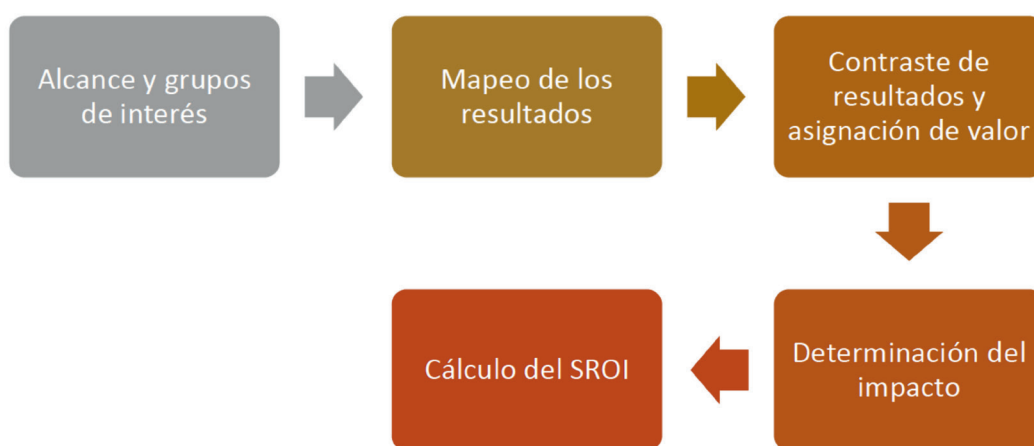 Alcance y grupos
de interés
Mapeo de los
resultados
Contraste de
resultados y
asignación de valor
Determinación del
impacto
Cálculo del SROI